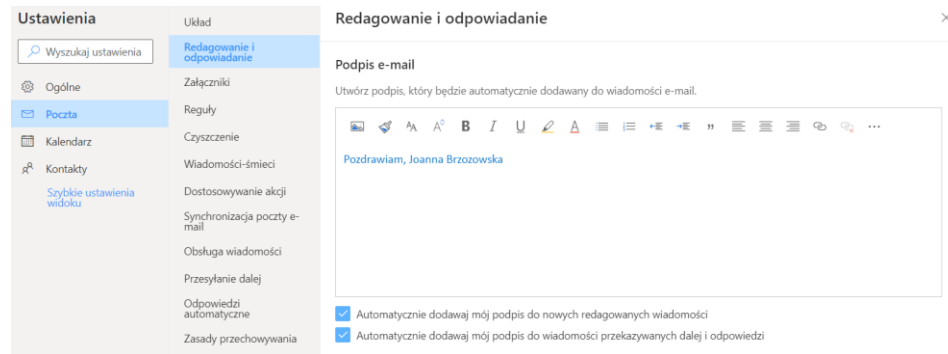 Ustawienia
Wyszukaj ustawienia
Ogólne
Poczta
Kalendarz
Kontakty
Szybkie ustawienia
widoku
Układ
Redagowanie i
odpowiadanie
Załączniki
Reguły
Czyszczenie
Wiadomości-śmieci
Dostosowywanie akcji
Synchronizacja poczty e-
mail
Obsługa wiadomości
Przesyłanie dalej
Odpowiedzi
automatyczne
Zasady przechowywania
Redagowanie i odpowiadanie
Podpis e-mail
Utwórz podpis, który będzie automatycznie dodawany do wiadomości e-mail.
Pozdrawiam, Joanna Brzozowska
Automatycznie dodawaj mój podpis do nowych redagowanych wiadomości
Automatycznie dodawaj mój podpis do wiadomości przekazywanych dalej i odpowiedzi